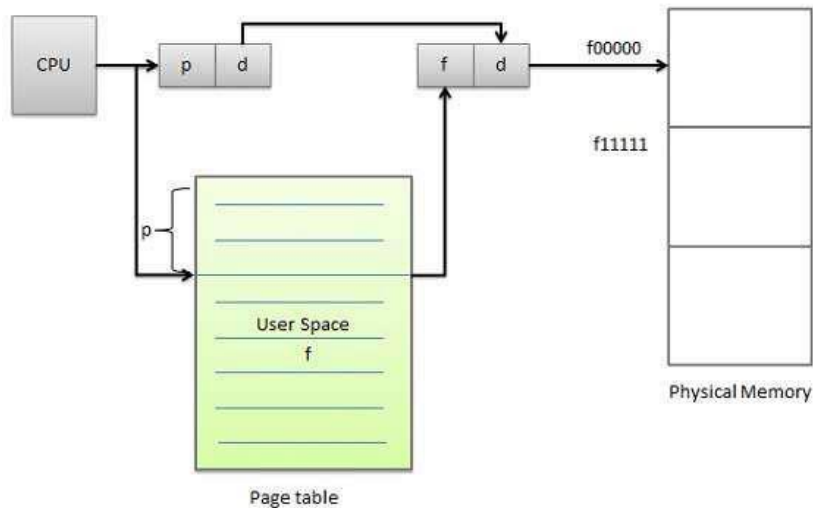 CPU
p
d
f
d
f00000
f11111
p
User Space
f
Physical Memory
Page table